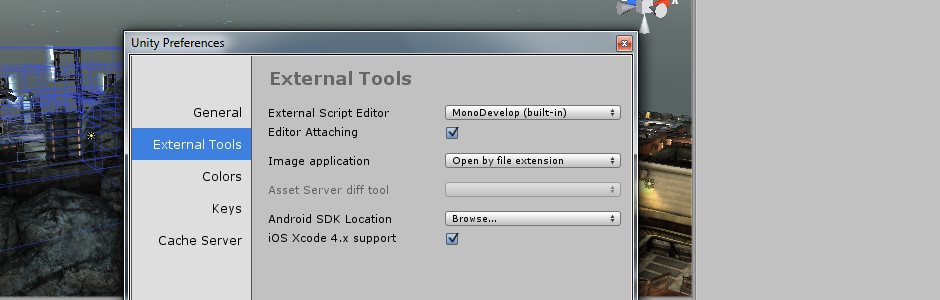 Unity Preferences
External Tools
General
External Script Editor MonoDevelop (built-in)
Editor Attaching
External Tools
Image application Open by file extension
Colors
Asset Server diff tool
Keys
Android SDK Location Browse...
Cache Server
iOS Xcode 4.x support